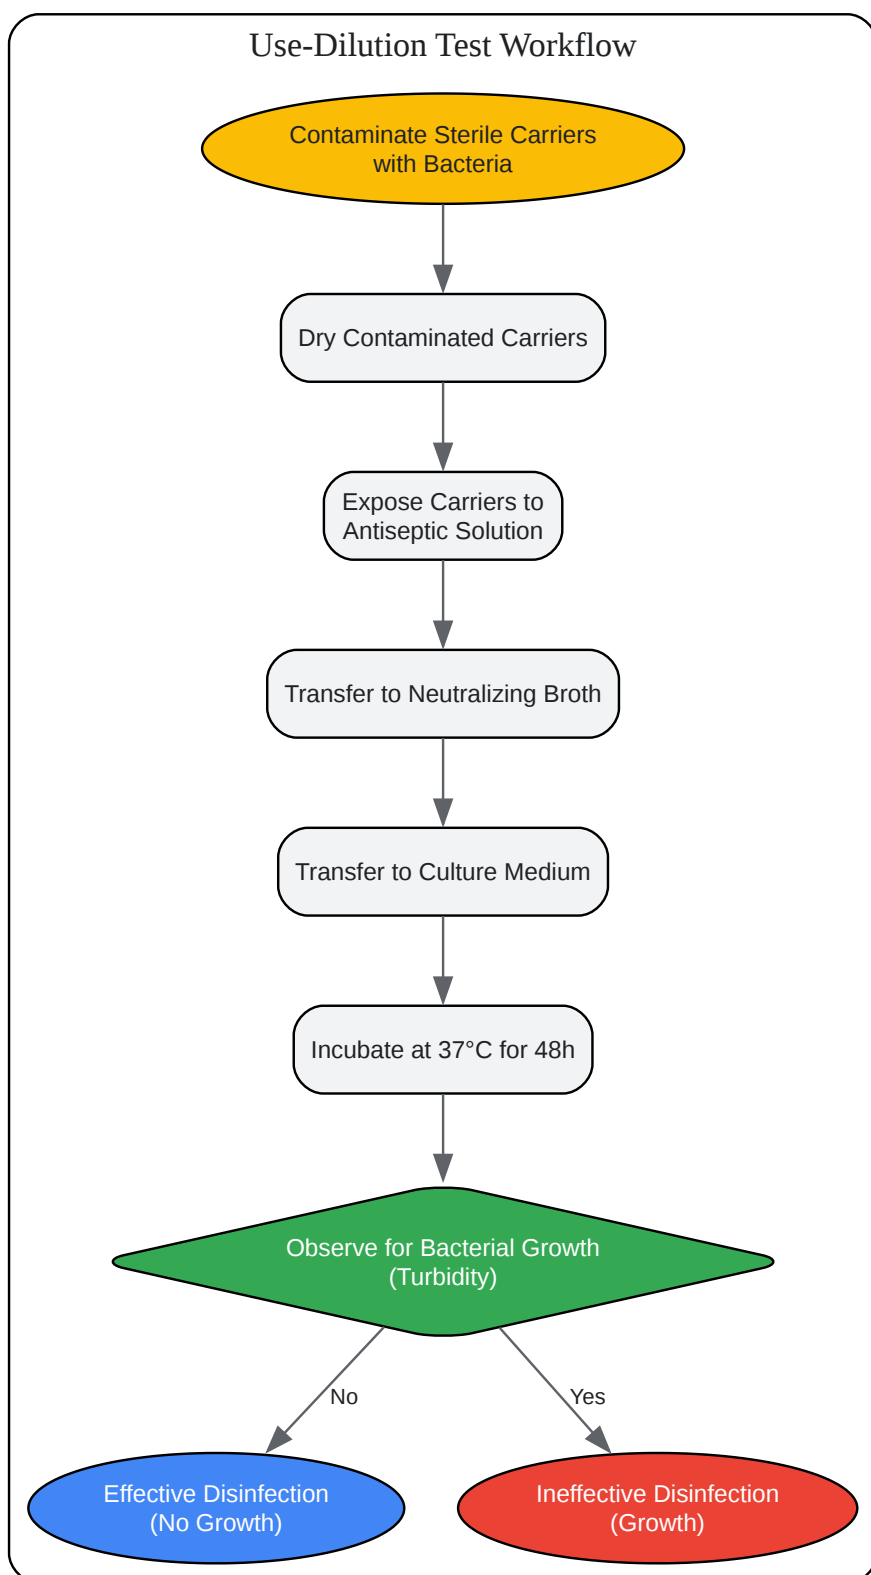 Use-Dilution Test Workflow
Contaminate Sterile Carriers
with Bacteria
Dry Contaminated Carriers
Expose Carriers to
Antiseptic Solution
Transfer to Neutralizing Broth
Transfer to Culture Medium
Incubate at 37°C for 48h
Observe for Bacterial Growth
(Turbidity)
No
Yes
Effective Disinfection
(No Growth)
Ineffective Disinfection
(Growth)